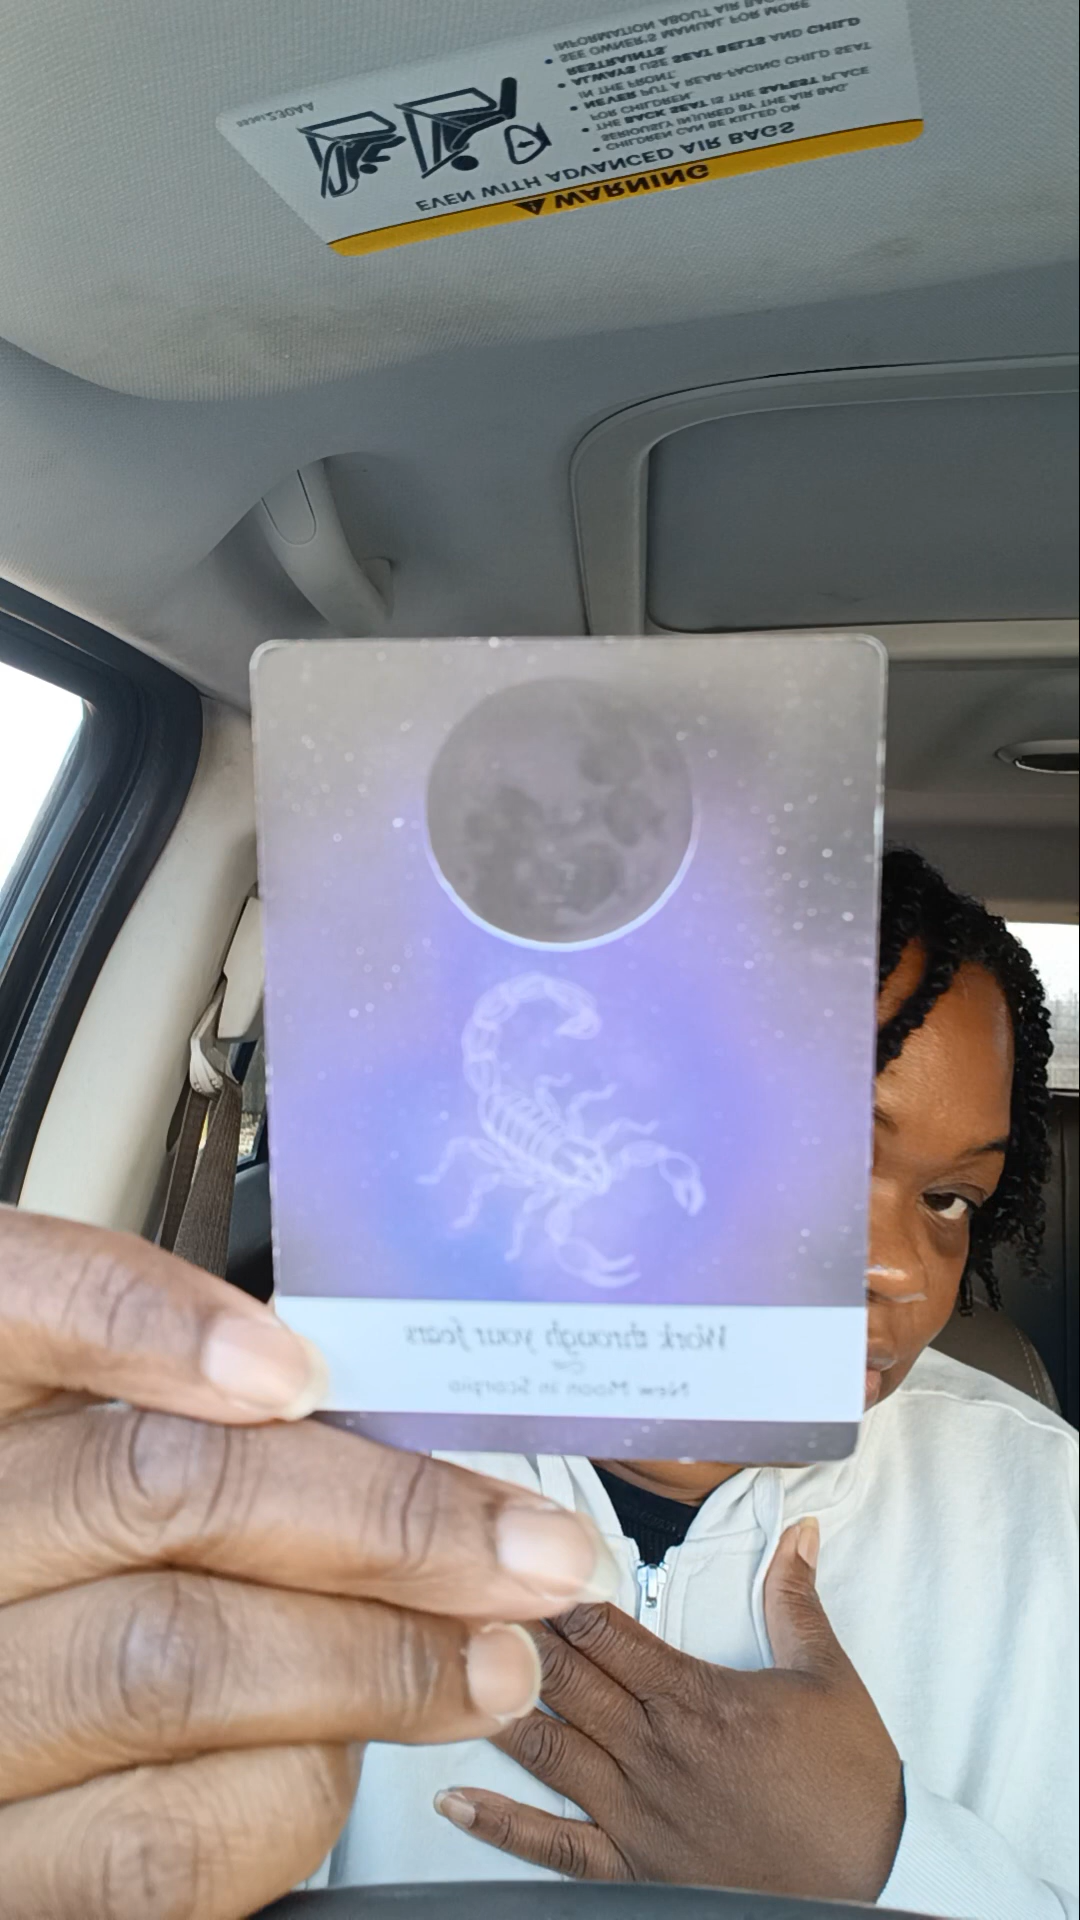 ⚠ WARNING
EVEN WITH ADVANCED AIR BAGS
• CHILDREN CAN BE KILLED OR
SERIOUSLY INJURED BY THE AIR BAG.
• THE BACK SEAT IS THE SAFEST PLACE
FOR CHILDREN.
• NEVER PUT A REAR-FACING CHILD SEAT
IN THE FRONT.
• ALWAYS USE SEAT BELTS AND CHILD
RESTRAINTS.
• SEE OWNER'S MANUAL FOR MORE
INFORMATION ABOUT AIR
Work through your fears
New Moon in Scorpio